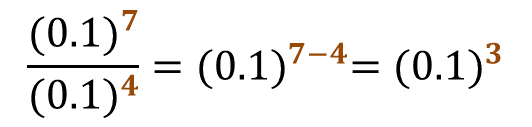 (0.1)^7 / (0.1)^4 = (0.1)^{7−4} = (0.1)^3